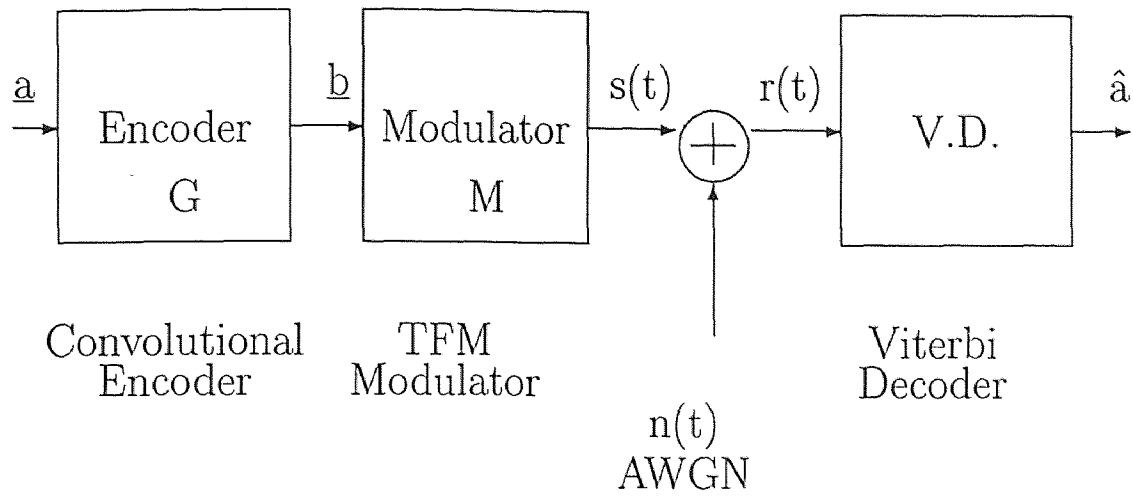 a
Encoder
G
b
Modulator
M
s(t)
+
r(t)
V.D.
â
Convolutional
Encoder
TFM
Modulator
n(t)
AWGN
Viterbi
Decoder